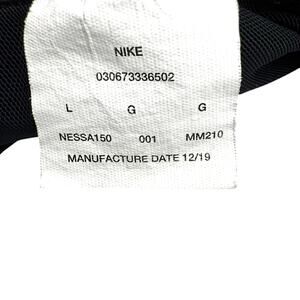 NIKE
030673336502
L G G
NESSA150 001 MM210
MANUFACTURE DATE 12/19